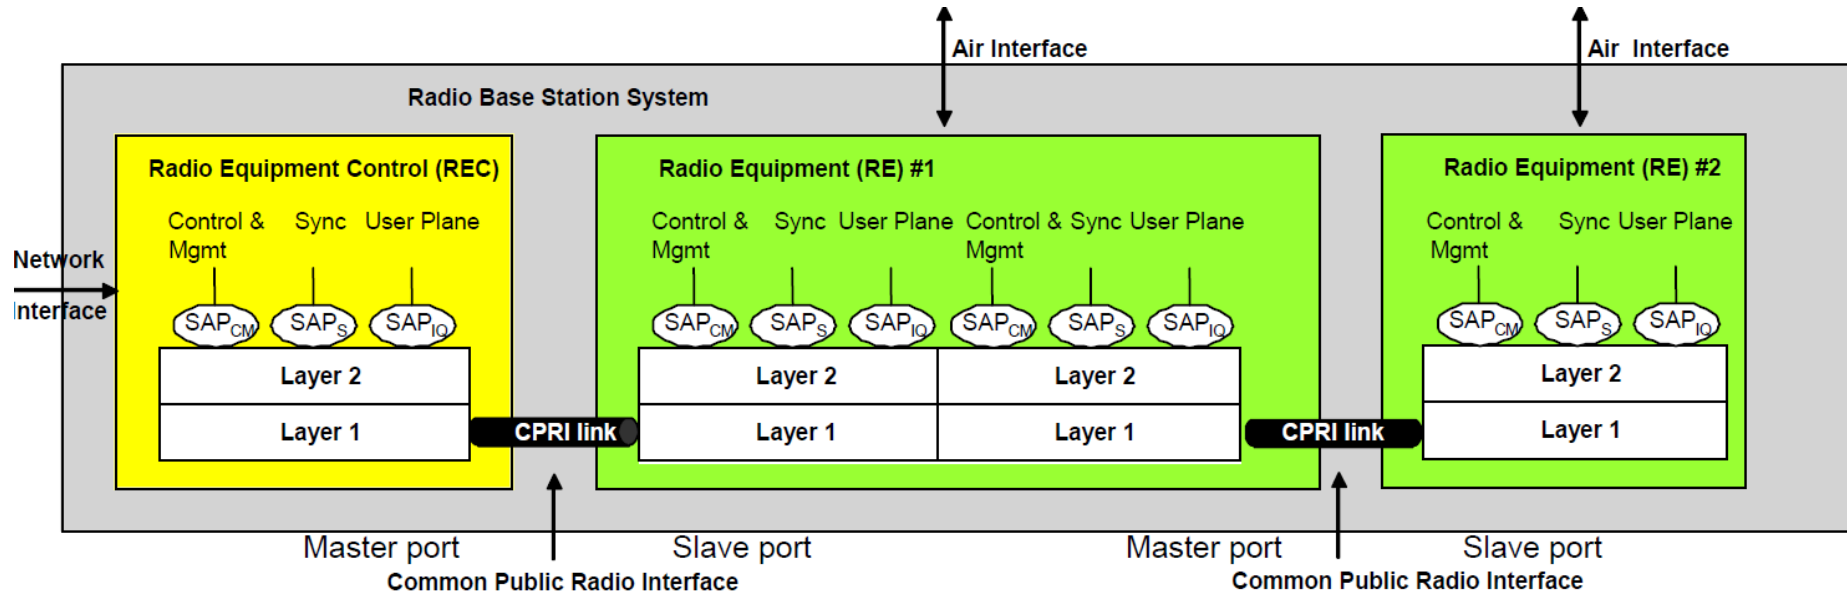 Air Interface
Air Interface
Radio Base Station System
Radio Equipment Control (REC)
Radio Equipment (RE) #1
Radio Equipment (RE) #2
Control & Mgmt
Sync
User Plane
Control & Mgmt
Sync
User Plane
Control & Mgmt
Sync
User Plane
Control & Mgmt
Sync
User Plane
Network
Interface
SAPCM
SAPS
SAPIQ
SAPCM
SAPS
SAPIQ
SAPCM
SAPS
SAPIQ
SAPCM
SAPS
SAPIQ
Layer 2
Layer 2
Layer 2
Layer 2
Layer 1
CPRI link
Layer 1
Layer 1
CPRI link
Layer 1
Master port
Slave port
Master port
Slave port
Common Public Radio Interface
Common Public Radio Interface